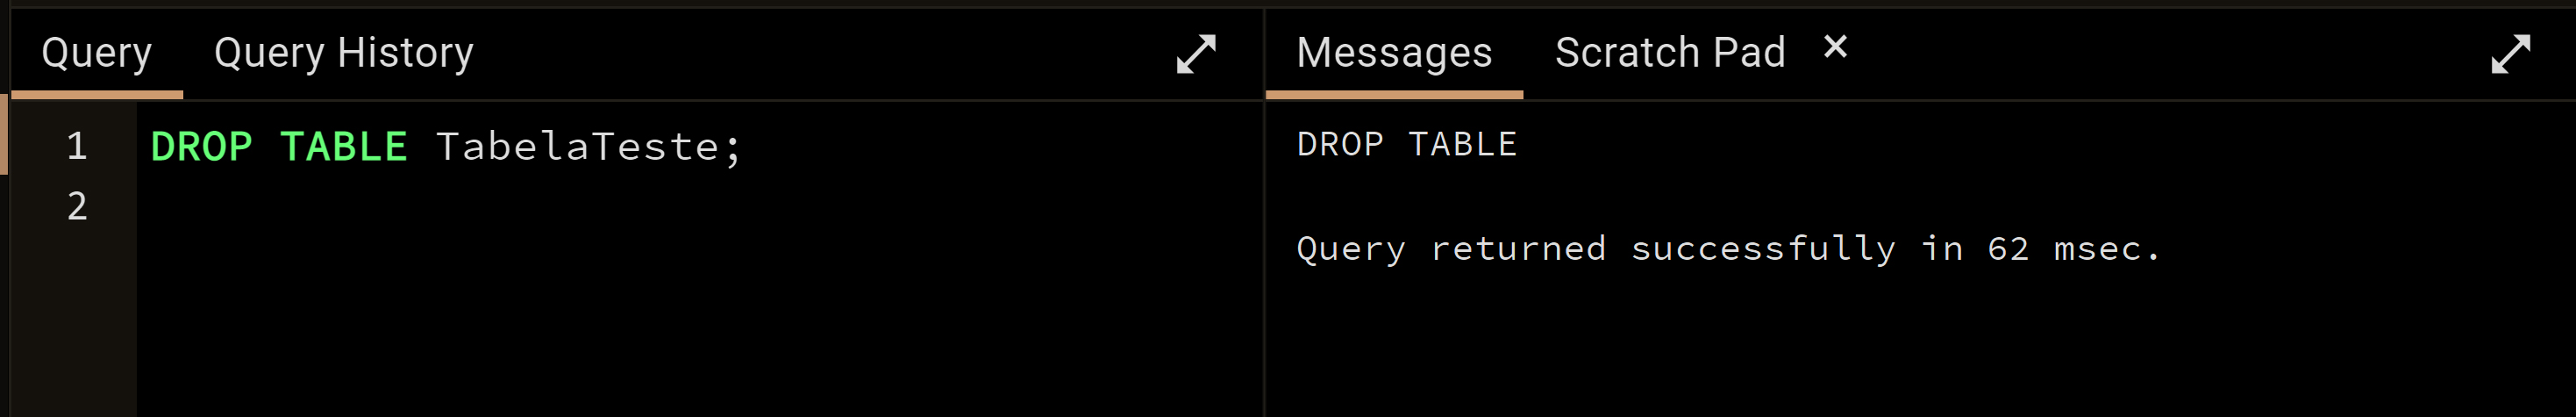 Query Query History
1 DROP TABLE TabelaTeste;
2
Messages Scratch Pad ×
DROP TABLE
Query returned successfully in 62 msec.